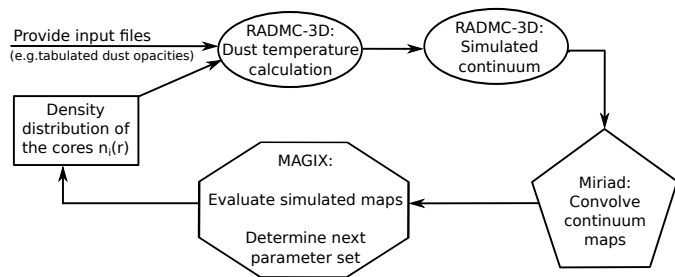 Provide input files
(e.g.tabulated dust opacities)
RADMC-3D:
Dust temperature
calculation
RADMC-3D:
Simulated
continuum
Density
distribution of
the cores nᵢ(r)
MAGIX:
Evaluate simulated maps
Determine next
parameter set
Miriad:
Convolve
continuum
maps